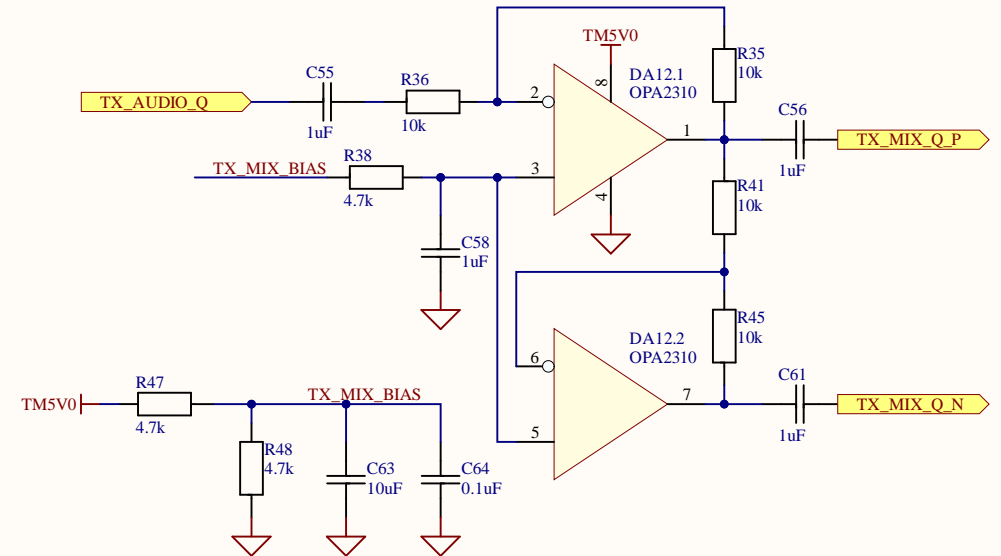 TM5V0
R35
10k
DA12.1
OPA2310
8
C55
R36
2
TX_AUDIO_Q
1uF
10k
C56
1
TX_MIX_Q_P
1uF
R38
TX_MIX_BIAS
3
4.7k
4
R41
10k
C58
1uF
R45
10k
DA12.2
OPA2310
6
C61
7
TX_MIX_Q_N
1uF
5
R47
TM5V0
TX_MIX_BIAS
4.7k
R48
4.7k
C63
10uF
C64
0.1uF